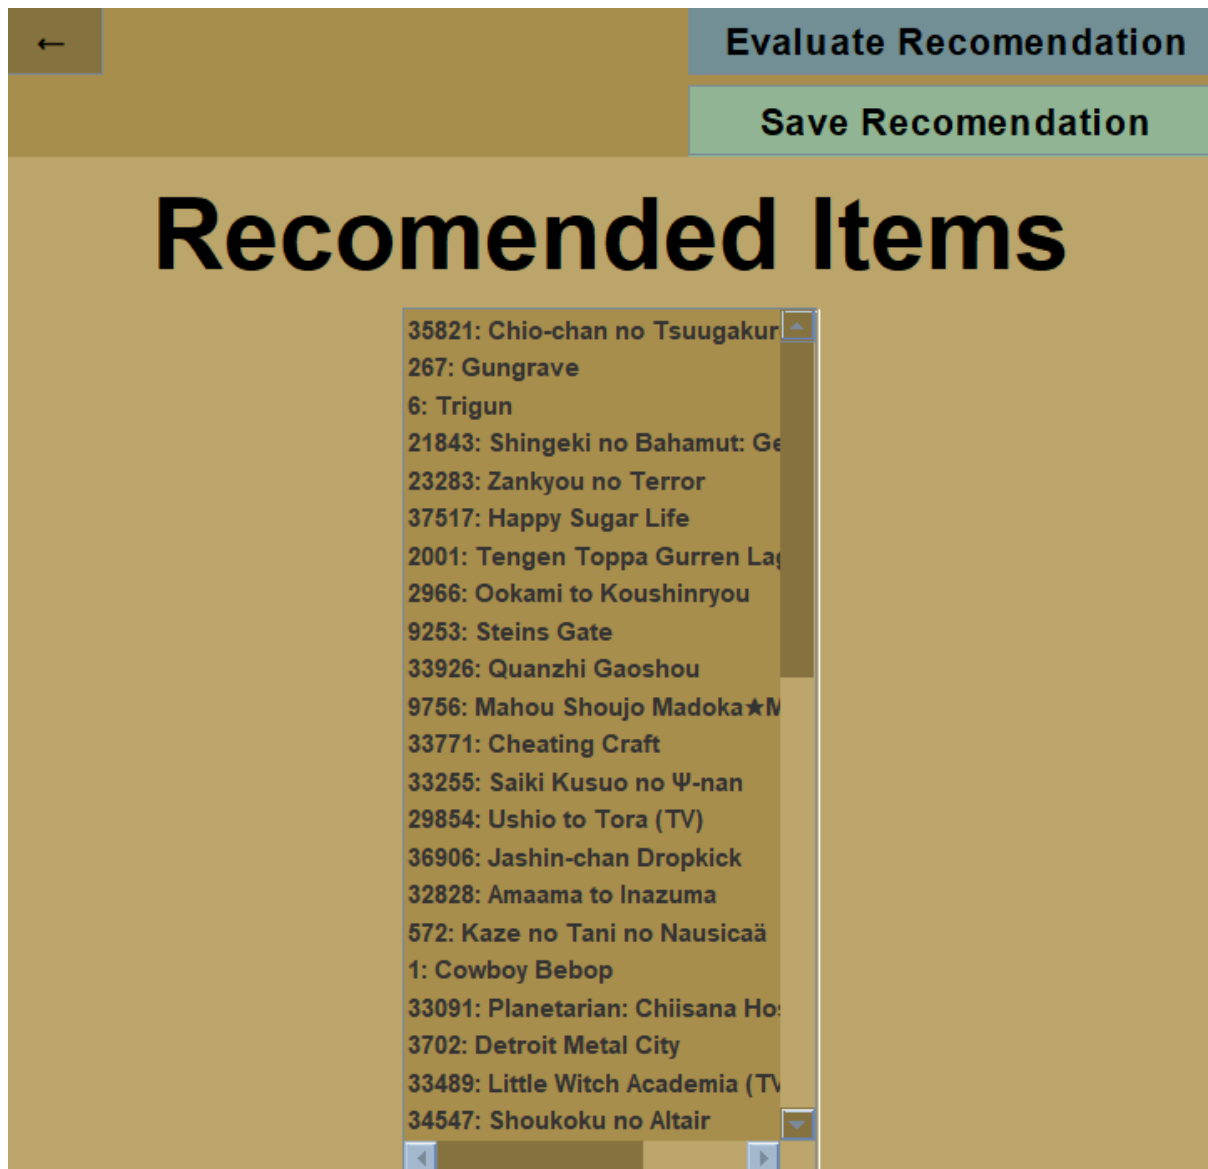 ←
Evaluate Recomendation
Save Recomendation
Recomended Items
35821: Chio-chan no Tsuugakur
267: Gungrave
6: Trigun
21843: Shingeki no Bahamut: Ge
23283: Zankyou no Terror
37517: Happy Sugar Life
2001: Tengen Toppa Gurren Lag
2966: Ookami to Koushinryou
9253: Steins Gate
33926: Quanzhi Gaoshou
9756: Mahou Shoujo Madoka★M
33771: Cheating Craft
33255: Saiki Kusuo no Ψ-nan
29854: Ushio to Tora (TV)
36906: Jashin-chan Dropkick
32828: Amaama to Inazuma
572: Kaze no Tani no Nausicaä
1: Cowboy Bebop
33091: Planetarian: Chiisana Hos
3702: Detroit Metal City
33489: Little Witch Academia (TV
34547: Shoukoku no Altair